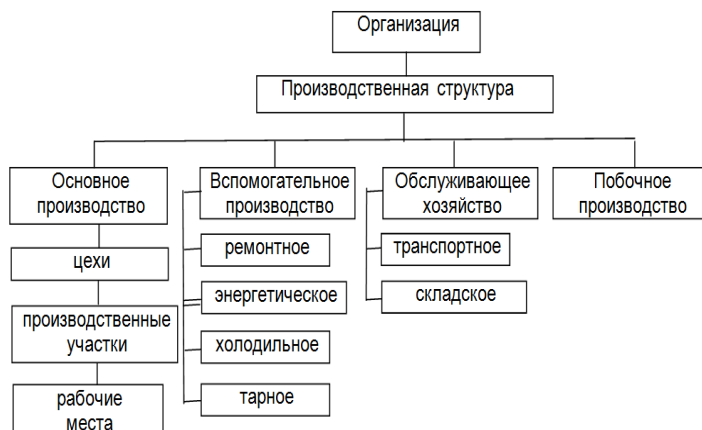 Организация
Производственная структура
Основное
производство
Вспомогательное
производство
Обслуживающее
хозяйство
Побочное
производство
цехи
ремонтное
транспортное
производственные
участки
энергетическое
складское
холодильное
рабочие
места
тарное